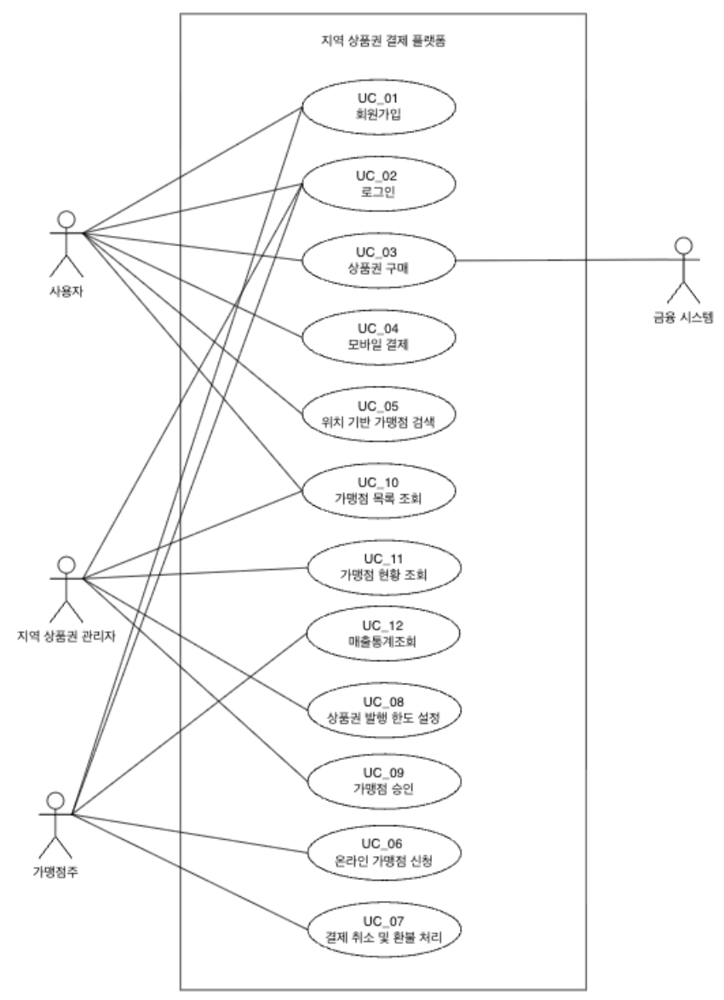 지역 상품권 결제 플랫폼
UC_01
회원가입
UC_02
로그인
UC_03
상품권 구매
사용자
금융 시스템
UC_04
모바일 결제
UC_05
위치 기반 가맹점 검색
UC_10
가맹점 목록 조회
UC_11
가맹점 현황 조회
지역 상품권 관리자
UC_12
매출통계조회
UC_08
상품권 발행 한도 설정
UC_09
가맹점 승인
UC_06
온라인 가맹점 신청
가맹점주
UC_07
결제 취소 및 환불 처리